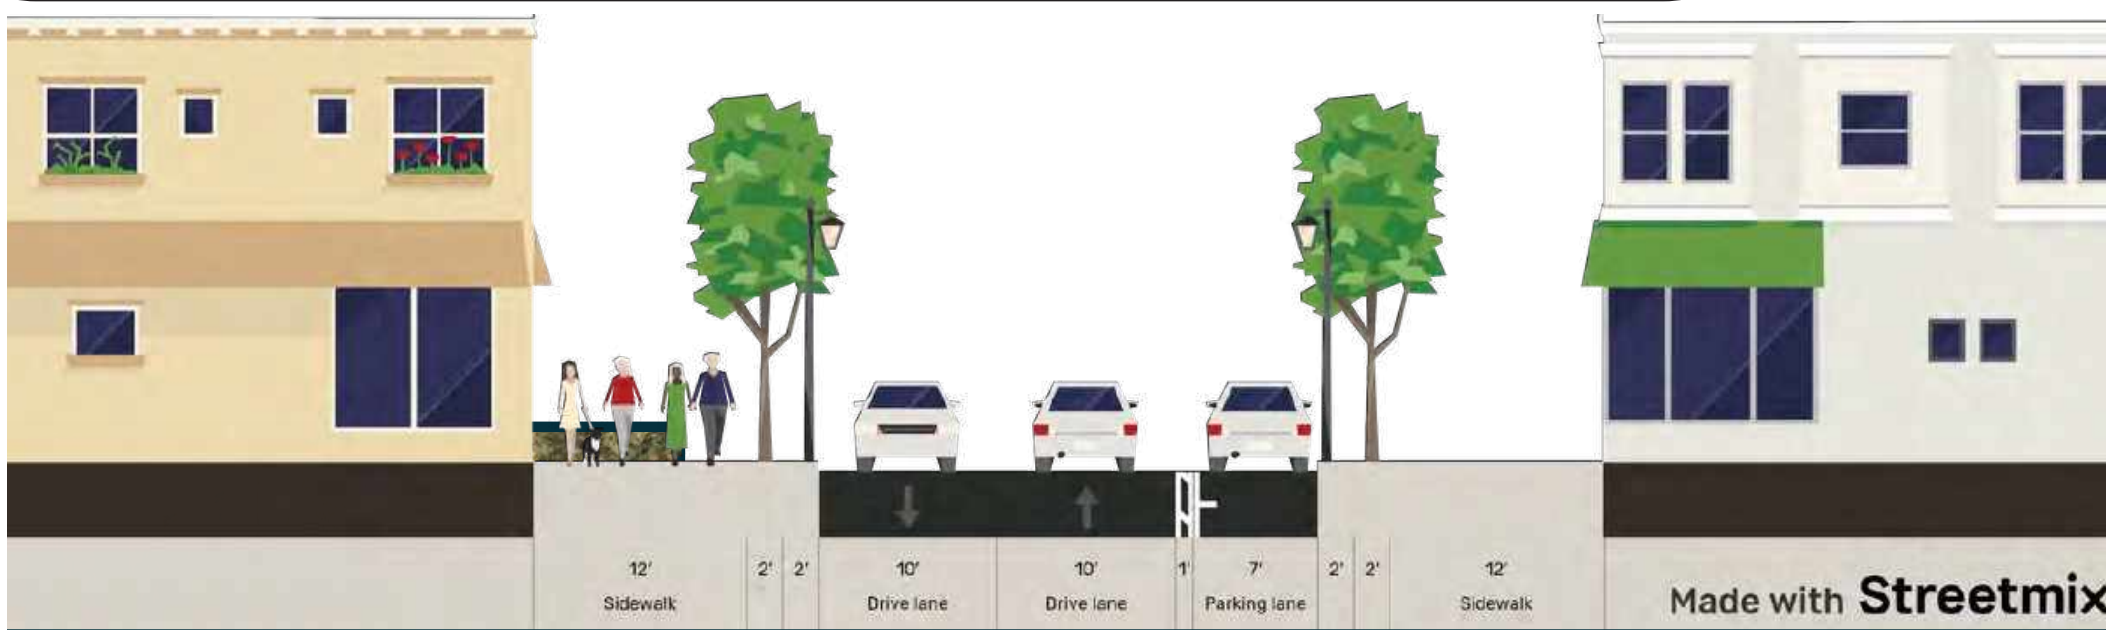 12' 2' 2' 10' 10' 1' 7' 2' 2' 12'
Sidewalk Drive lane Drive lane Parking lane Sidewalk
Made with Streetmix